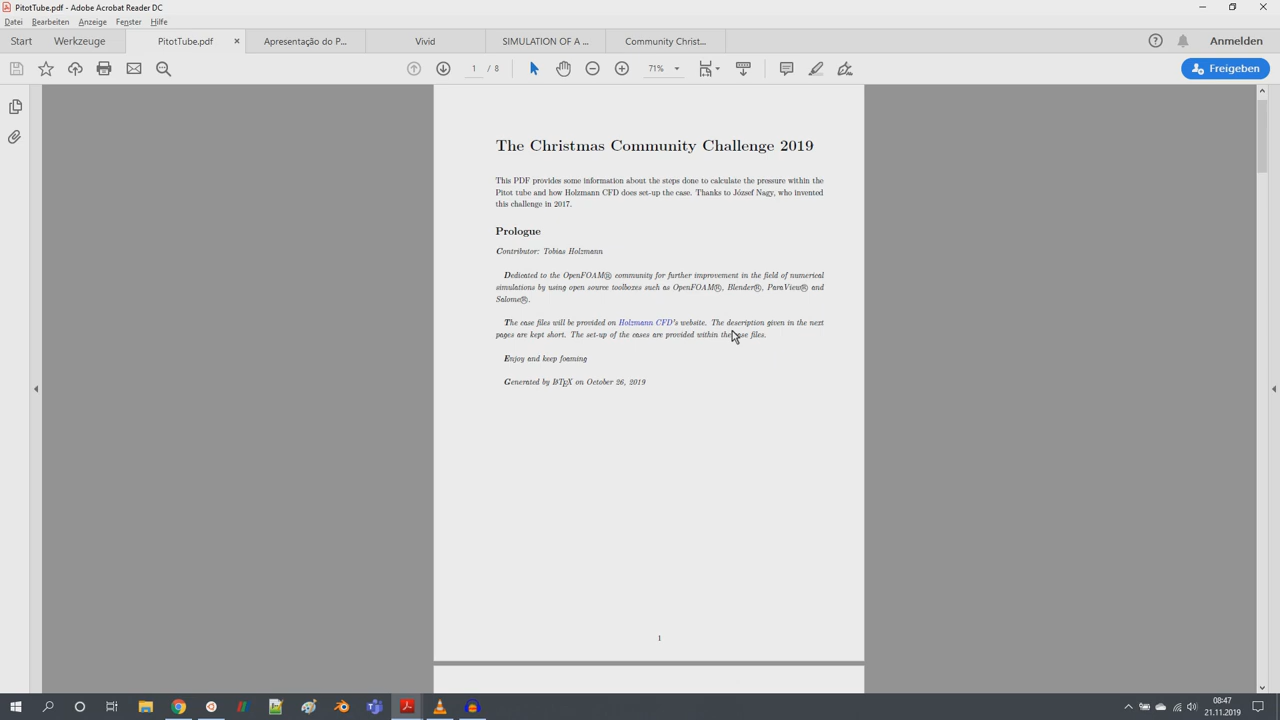 PitotTube.pdf - Adobe Acrobat Reader DC
Datei Bearbeiten Anzeige Fenster Hilfe
Start Werkzeuge PitotTube.pdf × Apresentação do P... Vivid SIMULATION OF A ... Community Christ... Anmelden
1 / 8 71% Freigeben
The Christmas Community Challenge 2019
This PDF provides some information about the steps done to calculate the pressure within the
Pitot tube and how Holzmann CFD does set-up the case. Thanks to József Nagy, who invented
this challenge in 2017.
Prologue
Contributor: Tobias Holzmann
Dedicated to the OpenFOAM® community for further improvement in the field of numerical
simulations by using open source toolboxes such as OpenFOAM®, Blender®, ParaView® and
Salome®.
The case files will be provided on Holzmann CFD's website. The description given in the next
pages are kept short. The set-up of the cases are provided within the case files.
Enjoy and keep foaming
Generated by LATEX on October 26, 2019
1
08:47
21.11.2019